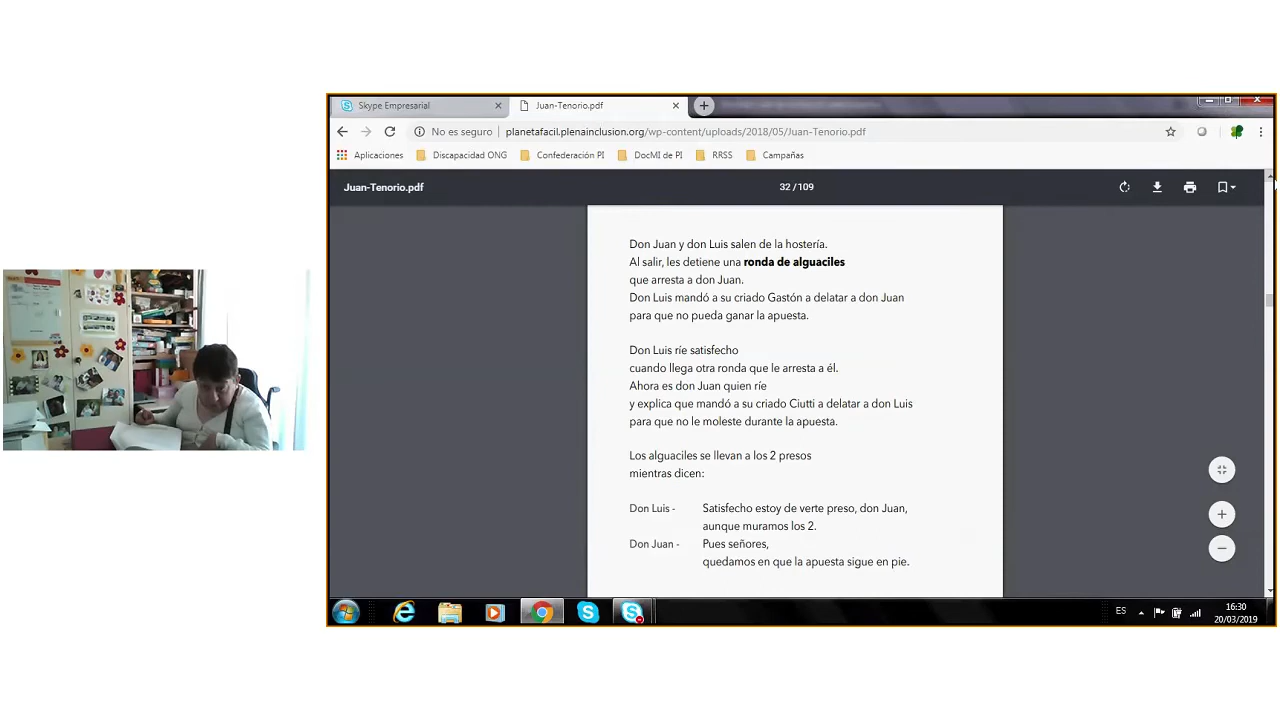 Skype Empresarial
Juan-Tenorio.pdf
No es seguro
planetafacil.plenainclusion.org/wp-content/uploads/2018/05/Juan-Tenorio.pdf
Aplicaciones
Discapacidad ONG
Confederación PI
DocMI de PI
RRSS
Campañas
Juan-Tenorio.pdf
32 / 109
Don Juan y don Luis salen de la hostería.
Al salir, les detiene una ronda de alguaciles
que arresta a don Juan.
Don Luis mandó a su criado Gastón a delatar a don Juan
para que no pueda ganar la apuesta.
Don Luis ríe satisfecho
cuando llega otra ronda que le arresta a él.
Ahora es don Juan quien ríe
y explica que mandó a su criado Ciutti a delatar a don Luis
para que no le moleste durante la apuesta.
Los alguaciles se llevan a los 2 presos
mientras dicen:
Don Luis - Satisfecho estoy de verte preso, don Juan,
aunque muramos los 2.
Don Juan - Pues señores,
quedamos en que la apuesta sigue en pie.
ES
16:30
20/03/2019